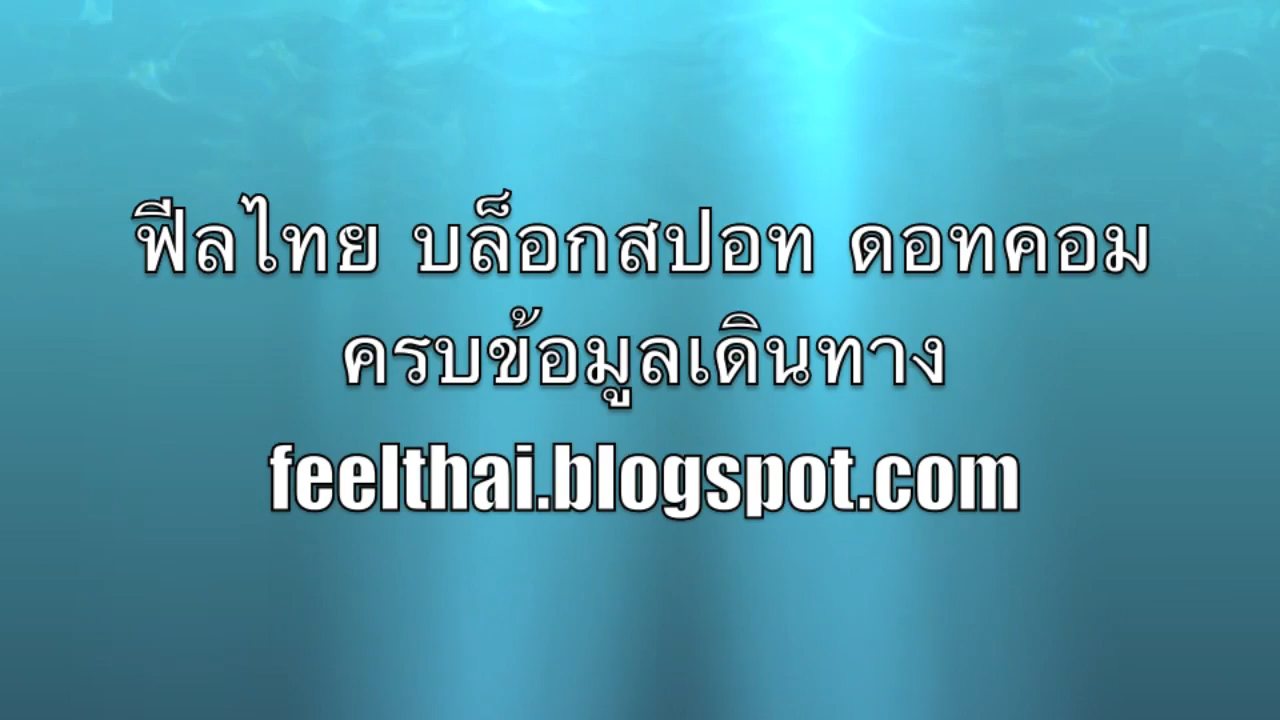 ฟีลไทย บล็อกสปอท ดอทคอม
ครบข้อมูลเดินทาง
feelthai.blogspot.com